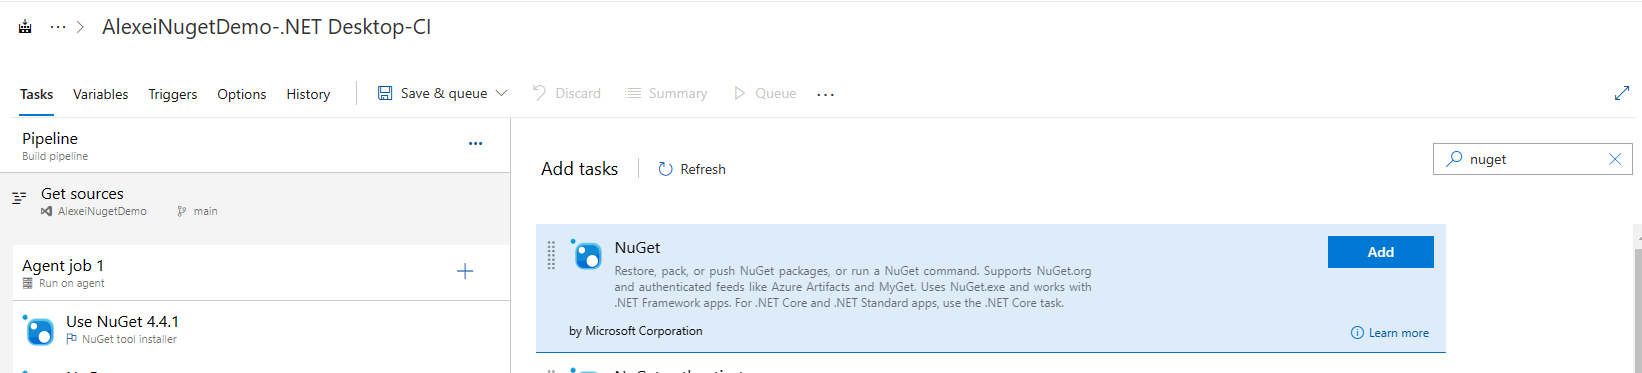 AlexeiNugetDemo-.NET Desktop-CI
Tasks Variables Triggers Options History Save & queue Discard Summary Queue
Pipeline
Build pipeline
Add tasks Refresh
nuget
Get sources
AlexeiNugetDemo main
NuGet
Add
Restore, pack, or push NuGet packages, or run a NuGet command. Supports NuGet.org
and authenticated feeds like Azure Artifacts and MyGet. Uses NuGet.exe and works with
.NET Framework apps. For .NET Core and .NET Standard apps, use the .NET Core task.
by Microsoft Corporation
Learn more
Agent job 1
Run on agent
Use NuGet 4.4.1
NuGet tool installer